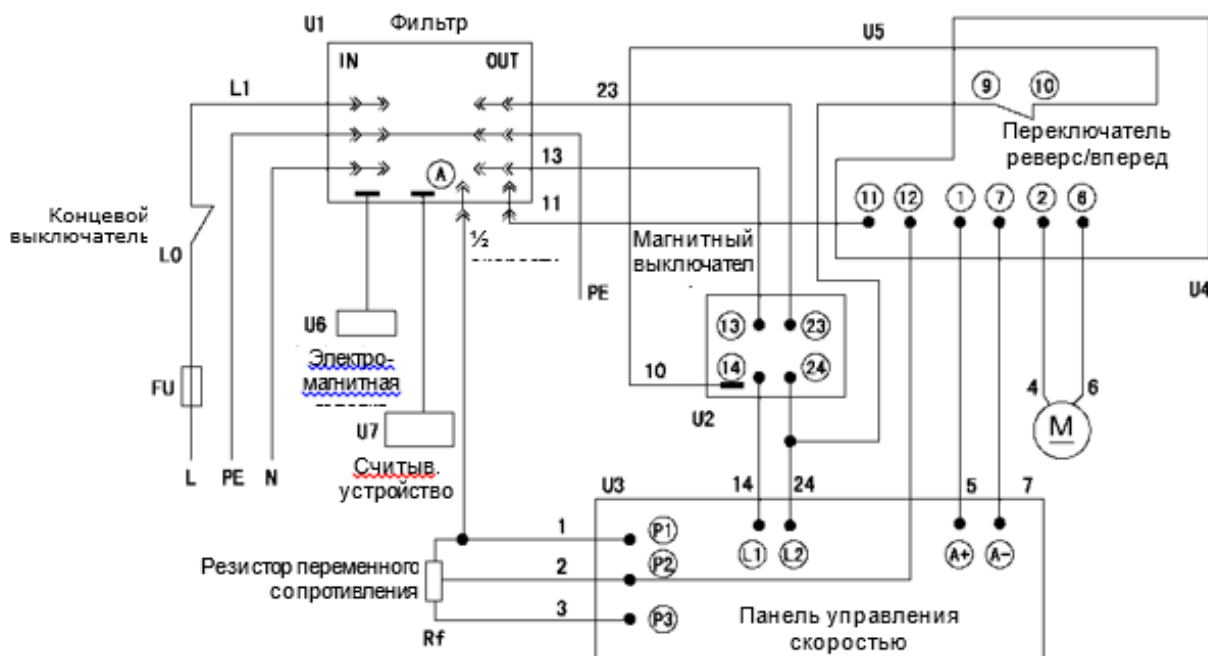 U1 Фильтр
IN OUT
U5
L1
23
9 10
Переключатель
реверс/вперед
A
13
11
11 12 1 7 2 6
Концевой
выключатель
L0
½
Магнитный
выключател
PE
U4
U6
Электро-
магнитная
13 23
14 24
10
U2
FU
4 6
M
U7
Считыв.
устройство
L PE N
U3 14 24 5 7
1 P1
L1 L2 A+ A-
2 P2
Резистор переменного
сопротивления
3 P3
Rf
Панель управления
скоростью